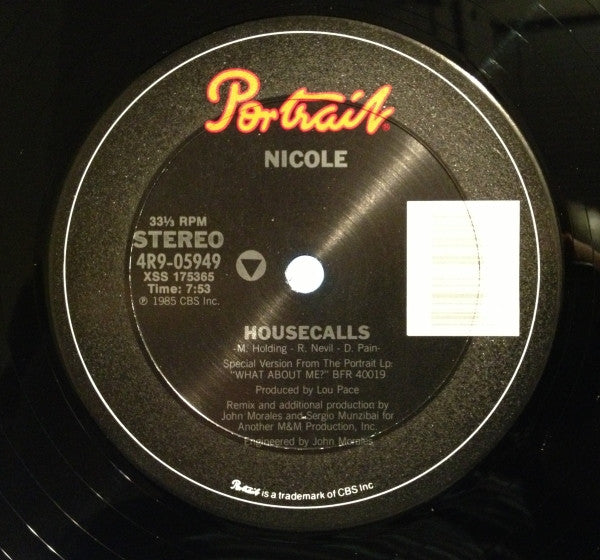 Portrait®
NICOLE
33⅓ RPM
STEREO
4R9-05949
XSS 175365
Time: 7:53
℗ 1985 CBS Inc.
HOUSECALLS
-M. Holding - R. Nevil - D. Pain-
Special Version From The Portrait Lp:
"WHAT ABOUT ME?" BFR 40019
Produced by Lou Pace
Remix and additional production by
John Morales and Sergio Munzibai for
Another M&M Production, Inc.
Engineered by John Morales
Portrait is a trademark of CBS Inc